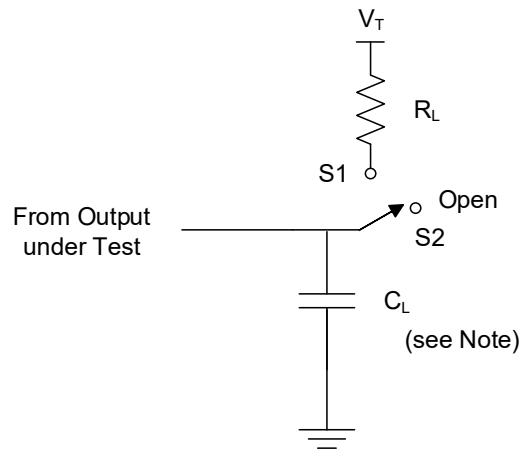 V_T
R_L
S1
Open
S2
From Output
under Test
C_L
(see Note)